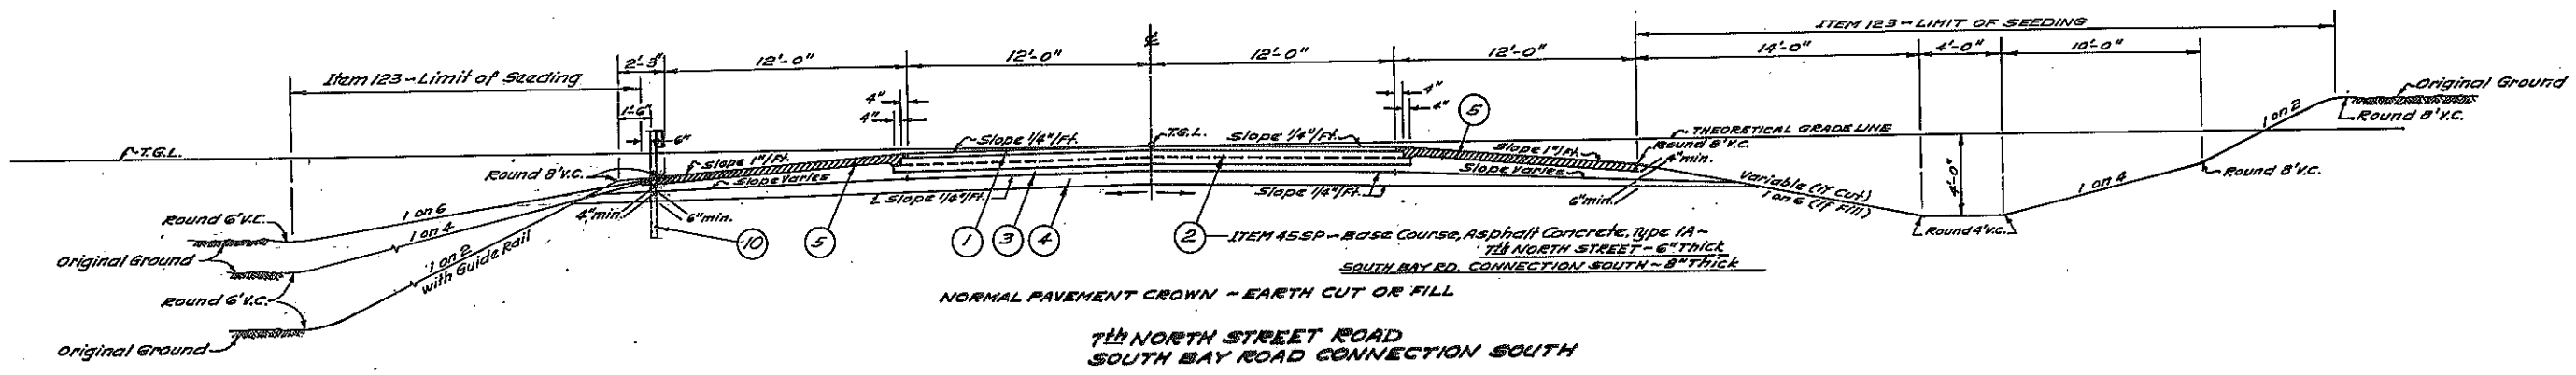 ITEM 123 ~ LIMIT OF SEEDING
℄
2'-3"
12'-0"
12'-0"
12'-0"
12'-0"
14'-0"
4'-0"
10'-0"
Item 123 ~ Limit of Seeding
Original Ground
1'-6"
4"
4"
4"
4"
5
1 on 2
Round 8' V.C.
6"
Slope 1/4"/Ft.
T.G.L.
Slope 1/4"/Ft.
THEORETICAL GRADE LINE
T.G.L.
Slope 1"/Ft.
Slope 1"/Ft.
Round 8' V.C.
4" min.
Round 8' V.C.
Slope Varies
Slope Varies
4'-0"
Round 8' V.C.
Slope 1/4"/Ft.
Slope 1/4"/Ft.
Variable (if Cut)
1 on 6 (If Fill)
1 on 4
Round 6' V.C.
1 on 6
4" min.
6" min.
6" min.
1 on 4
Round 4' V.C.
Original Ground
1 on 2
with Guide Rail
10
5
1
3
4
2
ITEM 45SP ~ Base Course, Asphalt Concrete, Type 1A ~
7th NORTH STREET ~ 6" Thick
SOUTH BAY RD. CONNECTION SOUTH ~ 8" Thick
Round 6' V.C.
NORMAL PAVEMENT CROWN ~ EARTH CUT OR FILL
Original Ground
7th NORTH STREET ROAD
SOUTH BAY ROAD CONNECTION SOUTH